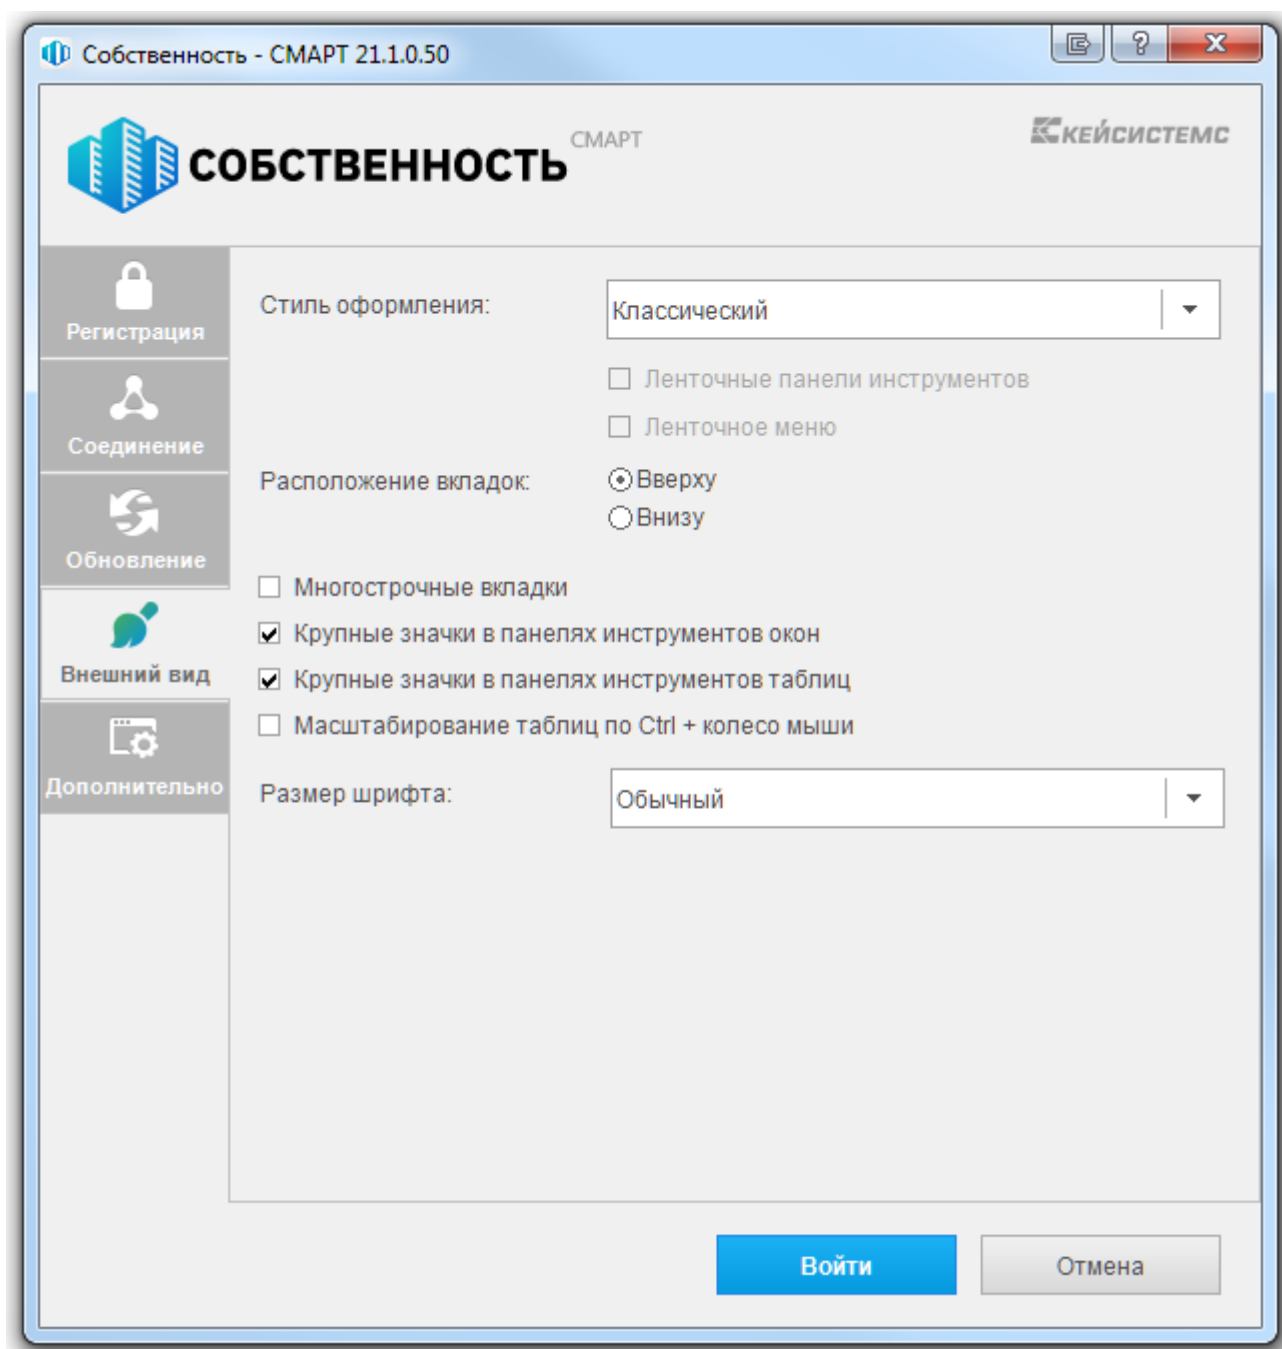 Собственность - СМАРТ 21.1.0.50
СОБСТВЕННОСТЬ СМАРТ
КЕЙСИСТЕМС
Регистрация
Соединение
Обновление
Внешний вид
Дополнительно
Стиль оформления:
Классический
Ленточные панели инструментов
Ленточное меню
Расположение вкладок:
Вверху
Внизу
Многострочные вкладки
Крупные значки в панелях инструментов окон
Крупные значки в панелях инструментов таблиц
Масштабирование таблиц по Ctrl + колесо мыши
Размер шрифта:
Обычный
Войти
Отмена